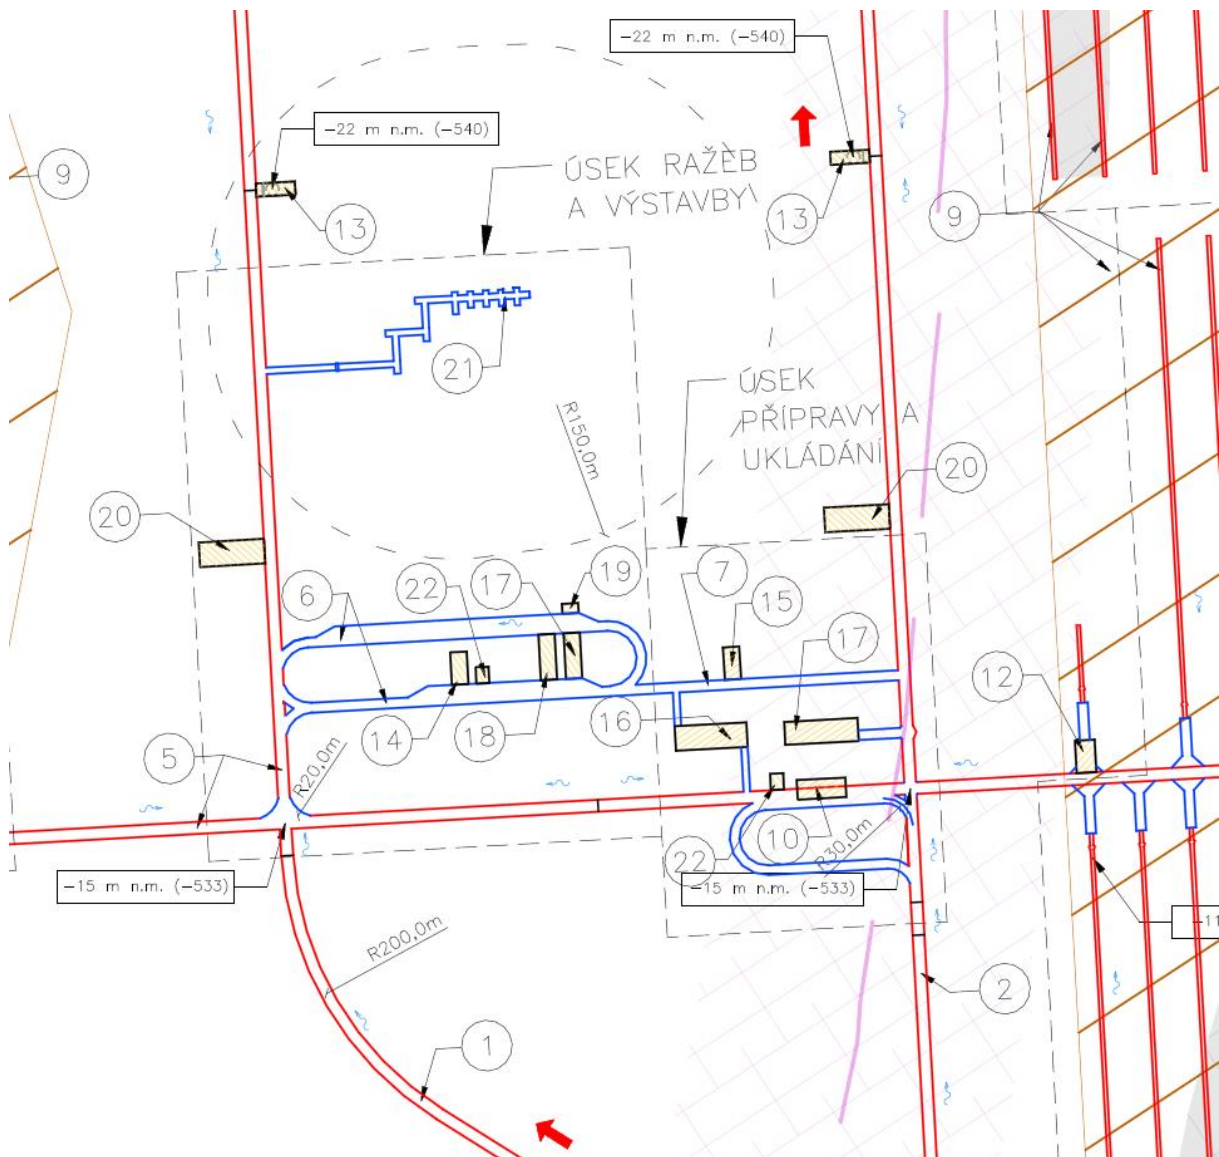 -22 m n.m. (-540)
-22 m n.m. (-540)
9
ÚSEK RAŽEB
A VÝSTAVBY
13
13
9
21
ÚSEK
PŘÍPRAVY A
UKLÁDÁNÍ
R150,0m
20
20
6
22
17
19
7
15
17
12
14
18
16
5
R20,0m
22
10
R30,0m
-15 m n.m. (-533)
-15 m n.m. (-533)
-11
R200,0m
2
1